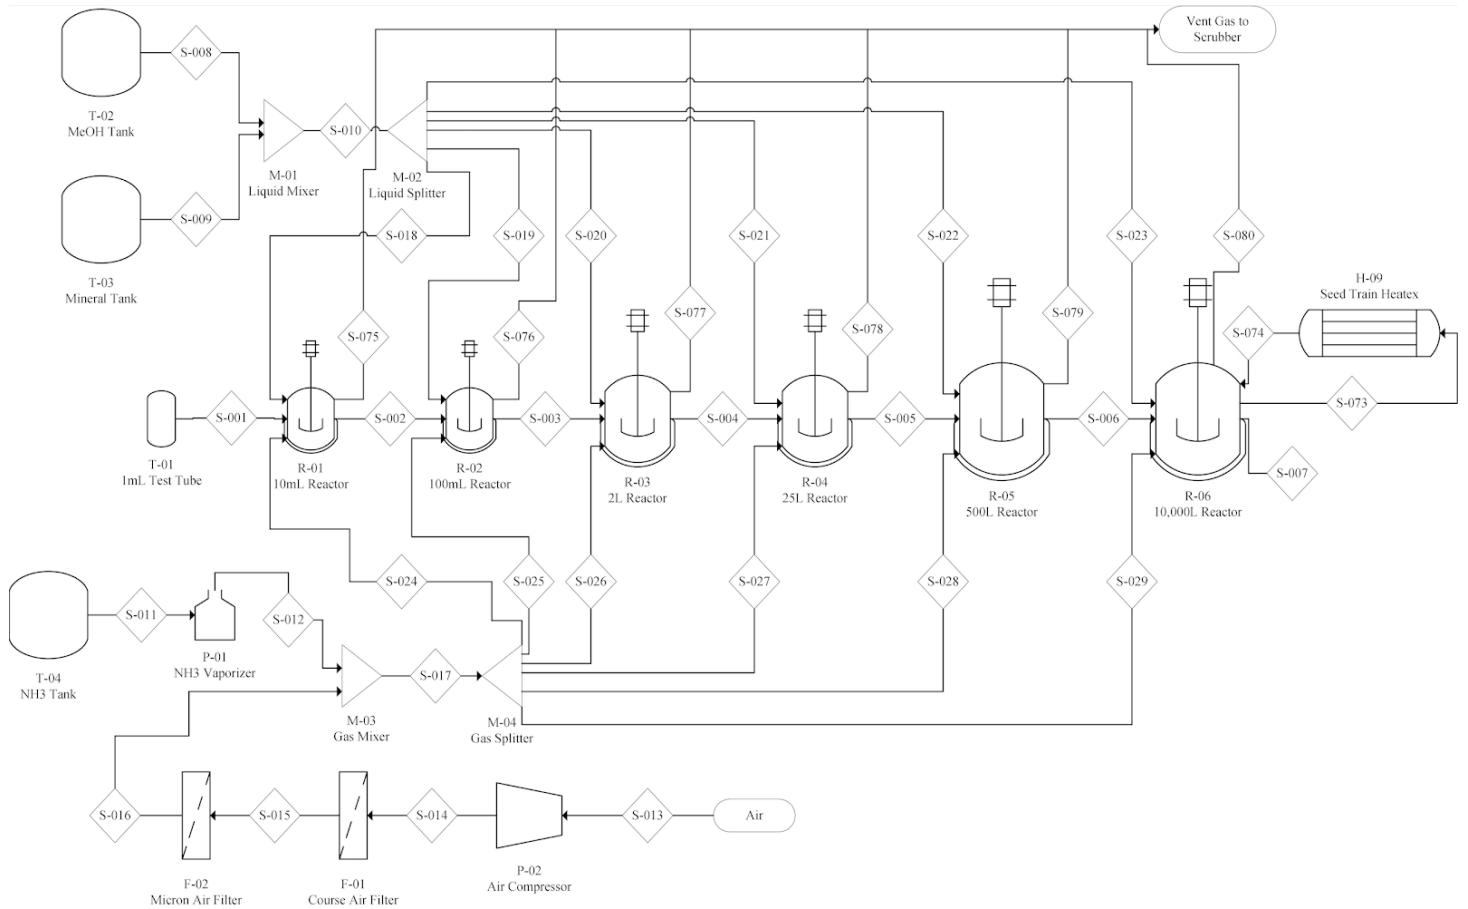 Vent Gas to
Scrubber
S-008
T-02
MeOH Tank
S-010
M-01
Liquid Mixer
M-02
Liquid Splitter
S-009
T-03
Mineral Tank
S-018
S-019
S-020
S-021
S-022
S-023
S-080
H-09
Seed Train Heatex
S-075
S-076
S-077
S-078
S-079
S-074
S-073
S-001
S-002
S-003
S-004
S-005
S-006
S-007
T-01
1mL Test Tube
R-01
10mL Reactor
R-02
100mL Reactor
R-03
2L Reactor
R-04
25L Reactor
R-05
500L Reactor
R-06
10,000L Reactor
S-024
S-025
S-026
S-027
S-028
S-029
S-011
S-012
P-01
NH3 Vaporizer
T-04
NH3 Tank
S-017
M-03
Gas Mixer
M-04
Gas Splitter
S-016
S-015
S-014
S-013
Air
F-02
Micron Air Filter
F-01
Course Air Filter
P-02
Air Compressor